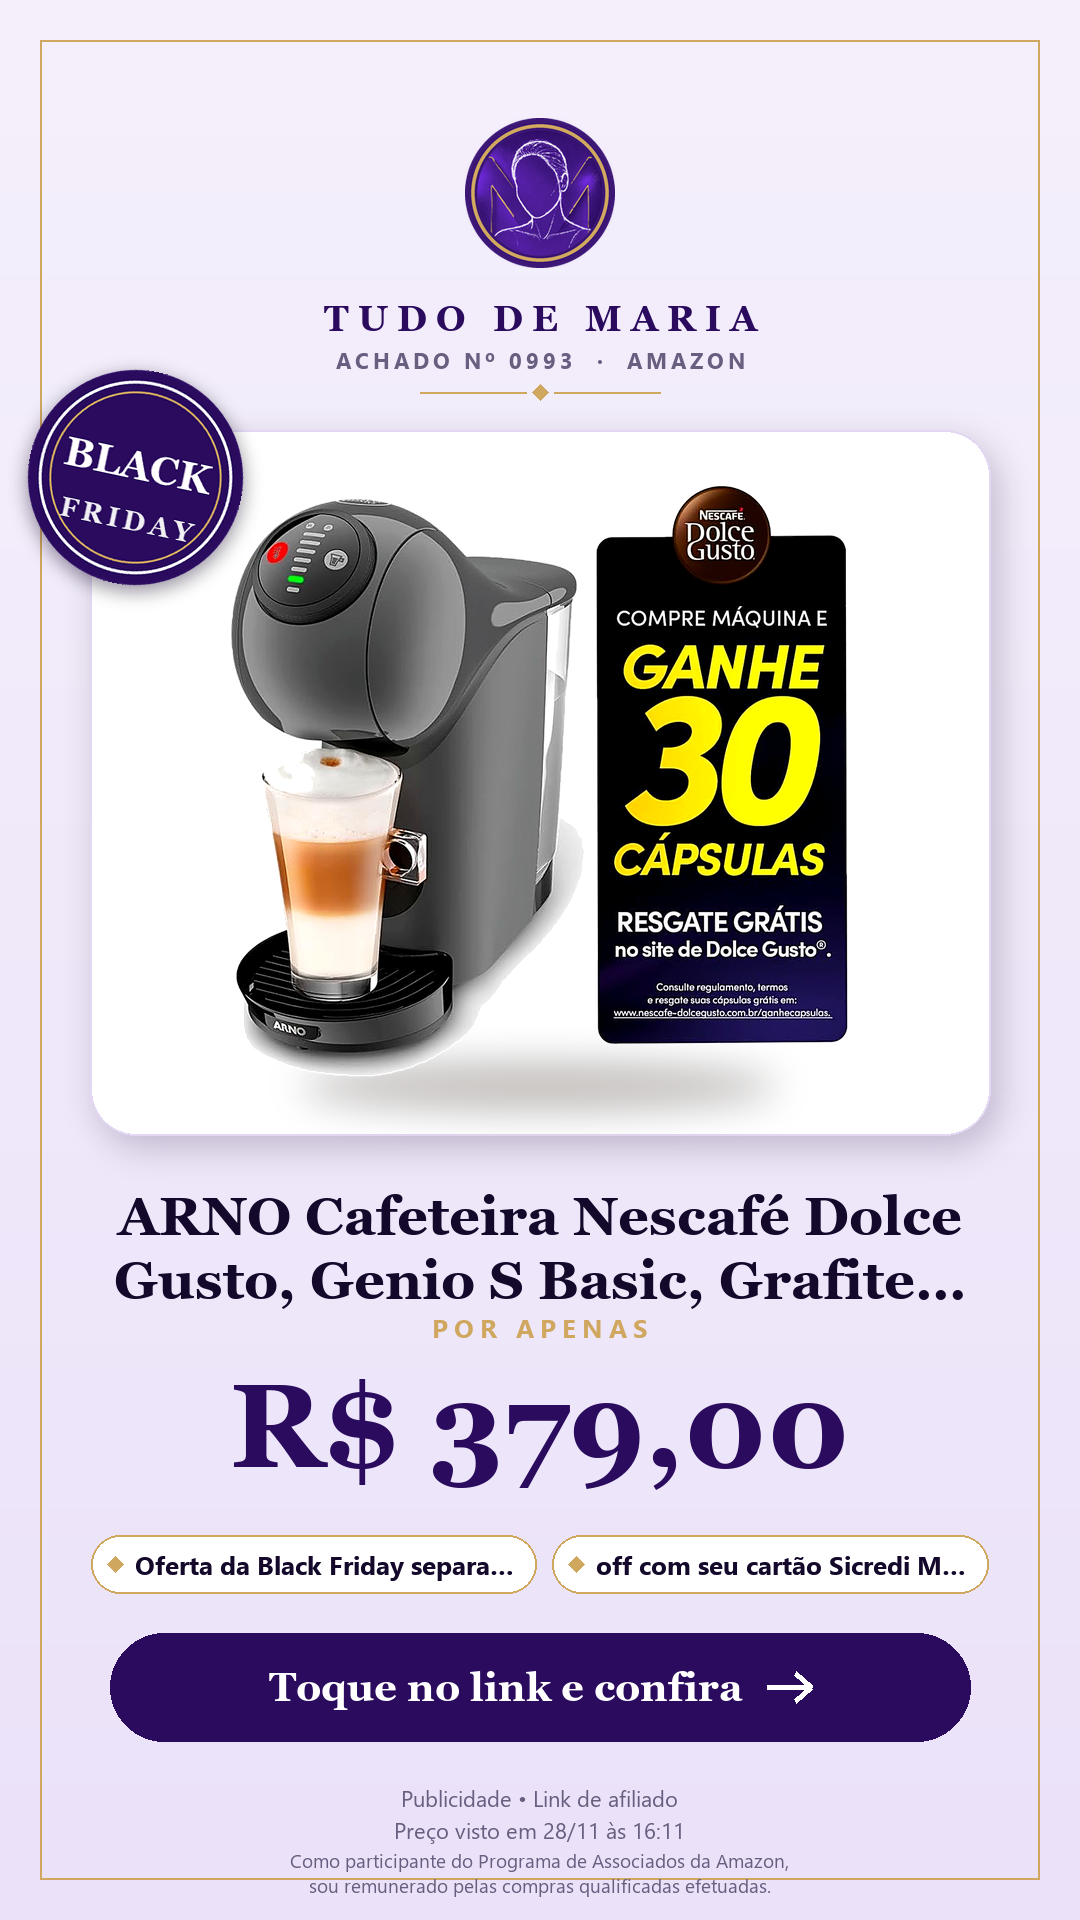 TUDO DE MARIA
ACHADO Nº 0993 · AMAZON
BLACK
FRIDAY
NESCAFÉ
Dolce
Gusto
COMPRE MÁQUINA E
GANHE
30
CÁPSULAS
RESGATE GRÁTIS
no site de Dolce Gusto®.
Consulte regulamento, termos
e resgate suas cápsulas grátis em:
www.nescafe-dolcegusto.com.br/ganhecapsulas.
ARNO
ARNO Cafeteira Nescafé Dolce
Gusto, Genio S Basic, Grafite...
POR APENAS
R$ 379,00
Oferta da Black Friday separa...
off com seu cartão Sicredi M...
Toque no link e confira →
Publicidade • Link de afiliado
Preço visto em 28/11 às 16:11
Como participante do Programa de Associados da Amazon,
sou remunerado pelas compras qualificadas efetuadas.